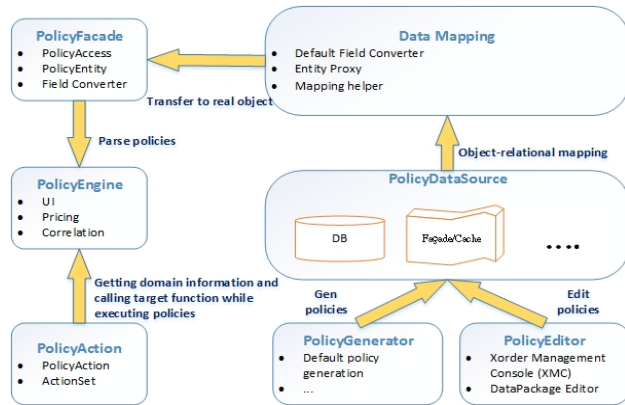 PolicyFacade
• PolicyAccess
• PolicyEntity
• Field Converter
Data Mapping
• Default Field Converter
• Entity Proxy
• Mapping helper
Transfer to real object
Parse policies
Object-relational mapping
PolicyEngine
• UI
• Pricing
• Correlation
PolicyDataSource
DB
Façade/Cache
....
Getting domain information and
calling target function while
executing policies
Gen
policies
Edit
policies
PolicyAction
• PolicyAction
• ActionSet
PolicyGenerator
• Default policy
generation
• ...
PolicyEditor
• Xorder Management
Console (XMC)
• DataPackage Editor